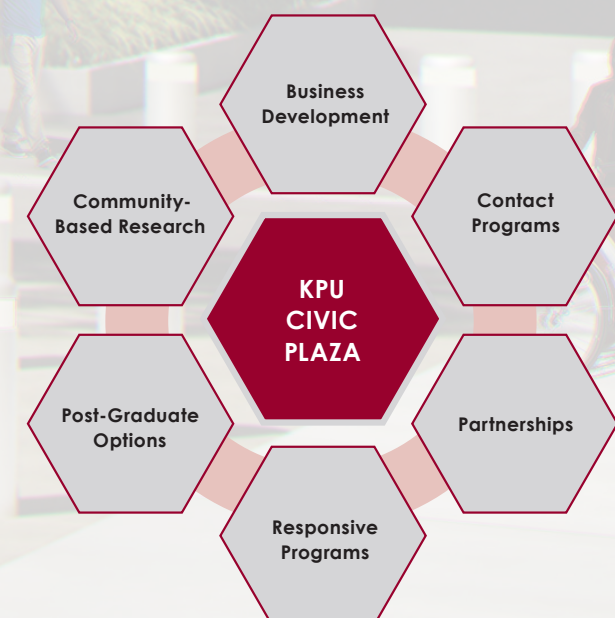 Business
Development
Community-
Based Research
Contact
Programs
KPU
CIVIC
PLAZA
Post-Graduate
Options
Partnerships
Responsive
Programs